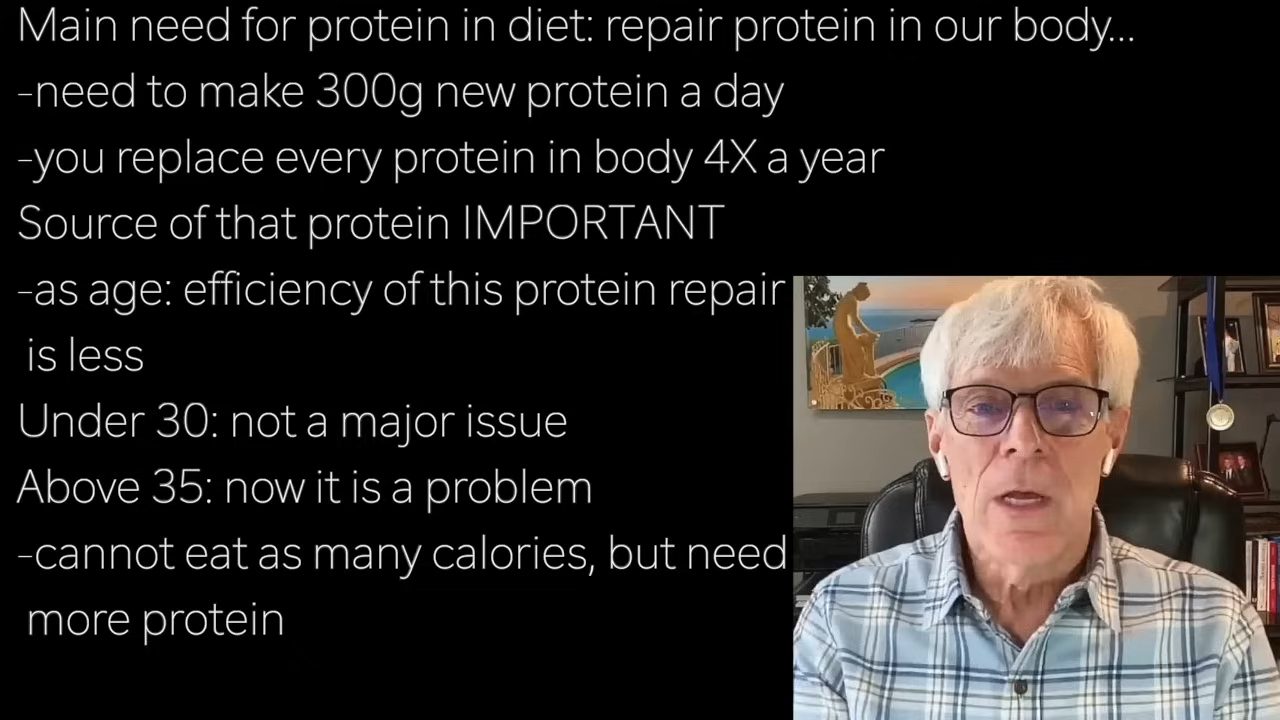 Main need for protein in diet: repair protein in our body...
-need to make 300g new protein a day
-you replace every protein in body 4X a year
Source of that protein IMPORTANT
-as age: efficiency of this protein repair
is less
Under 30: not a major issue
Above 35: now it is a problem
-cannot eat as many calories, but need
more protein